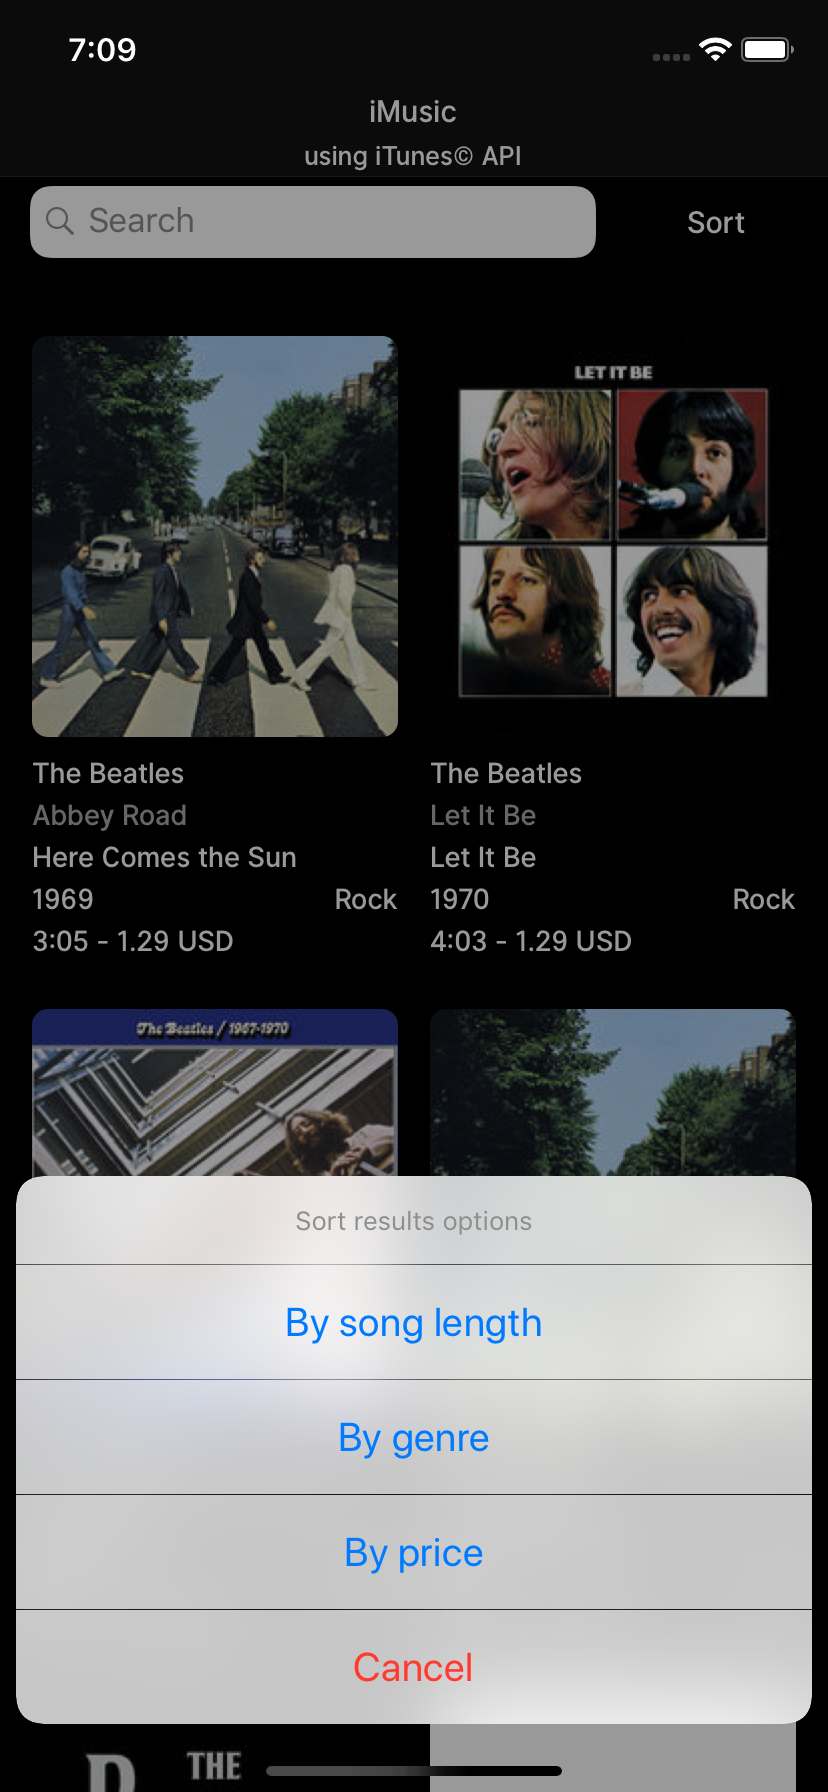 7:09
iMusic
using iTunes© API
Search
Sort
LET IT BE
The Beatles
Abbey Road
Here Comes the Sun
1969 Rock
3:05 - 1.29 USD
The Beatles
Let It Be
Let It Be
1970 Rock
4:03 - 1.29 USD
The Beatles / 1967-1970
Sort results options
By song length
By genre
By price
Cancel
THE